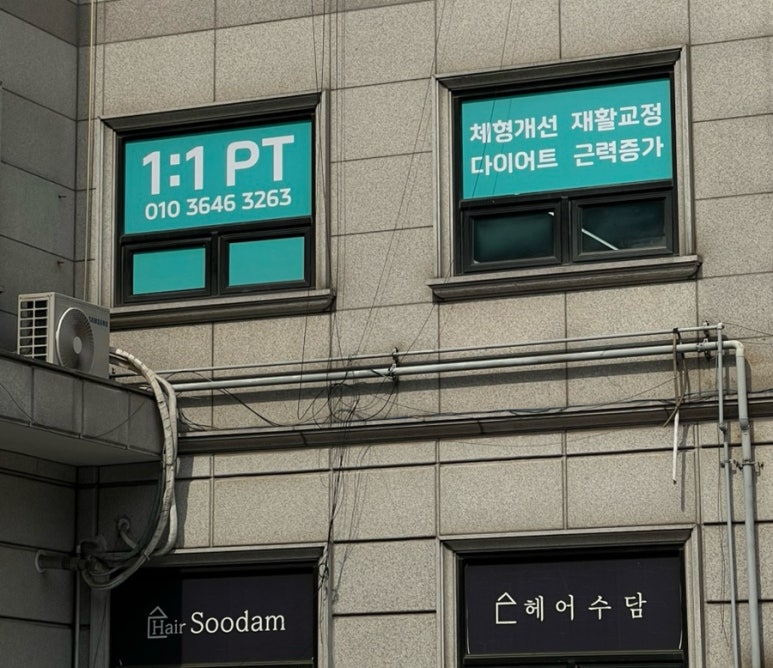 1:1 PT
010 3646 3263
체형개선 재활교정
다이어트 근력증가
SAMSUNG
Hair Soodam
헤어수담